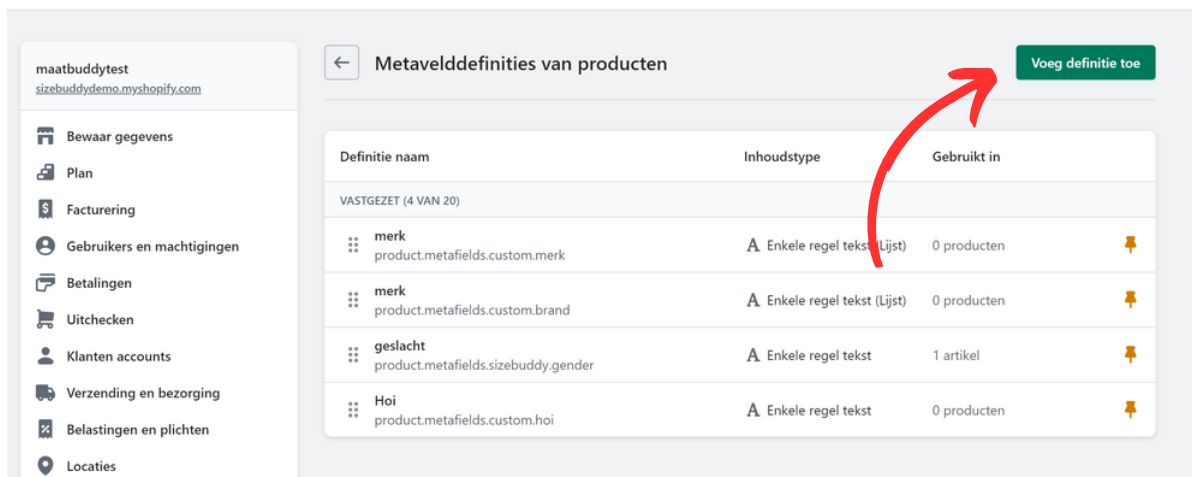 maatbuddytest
sizebuddydemo.myshopify.com
Bewaar gegevens
Plan
Facturering
Gebruikers en machtigingen
Betalingen
Uitchecken
Klanten accounts
Verzending en bezorging
Belastingen en plichten
Locaties
Metavelddefinities van producten
Voeg definitie toe
Definitie naam Inhoudstype Gebruikt in
VASTGEZET (4 VAN 20)
merk
product.metafields.custom.merk
A Enkele regel tekst (Lijst) 0 producten
merk
product.metafields.custom.brand
A Enkele regel tekst (Lijst) 0 producten
geslacht
product.metafields.sizebuddy.gender
A Enkele regel tekst 1 artikel
Hoi
product.metafields.custom.hoi
A Enkele regel tekst 0 producten